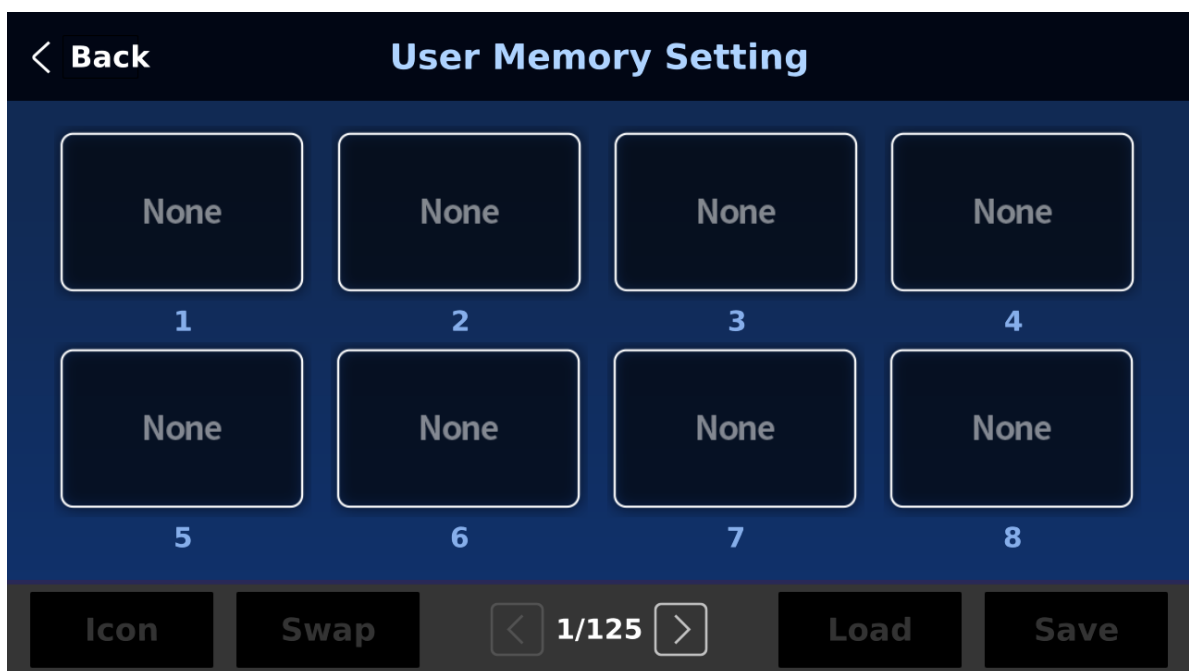 Back
User Memory Setting
None
None
None
None
1
2
3
4
None
None
None
None
5
6
7
8
Icon
Swap
1/125
Load
Save